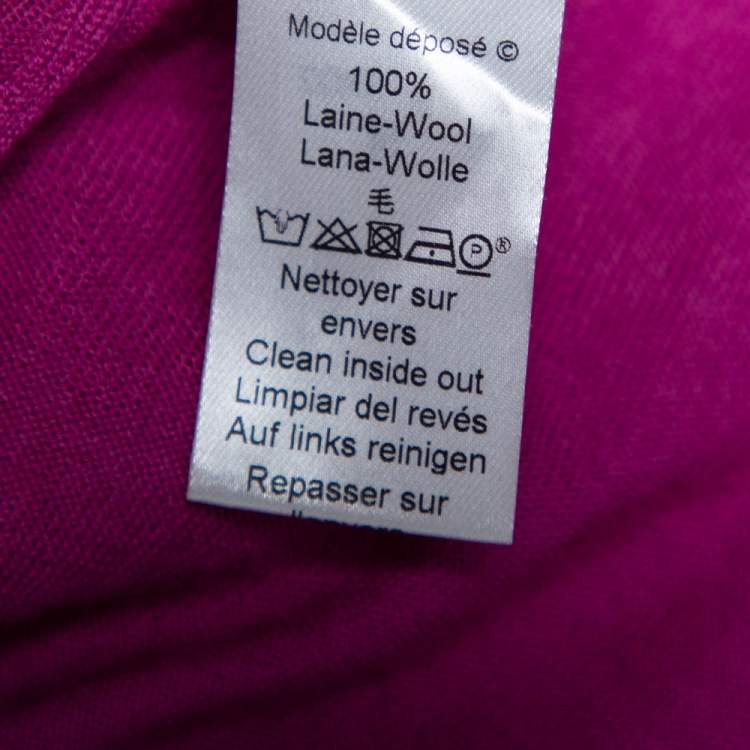 Modèle déposé ©
100%
Laine-Wool
Lana-Wolle
毛
P ®
Nettoyer sur
envers
Clean inside out
Limpiar del revés
Auf links reinigen
Repasser sur